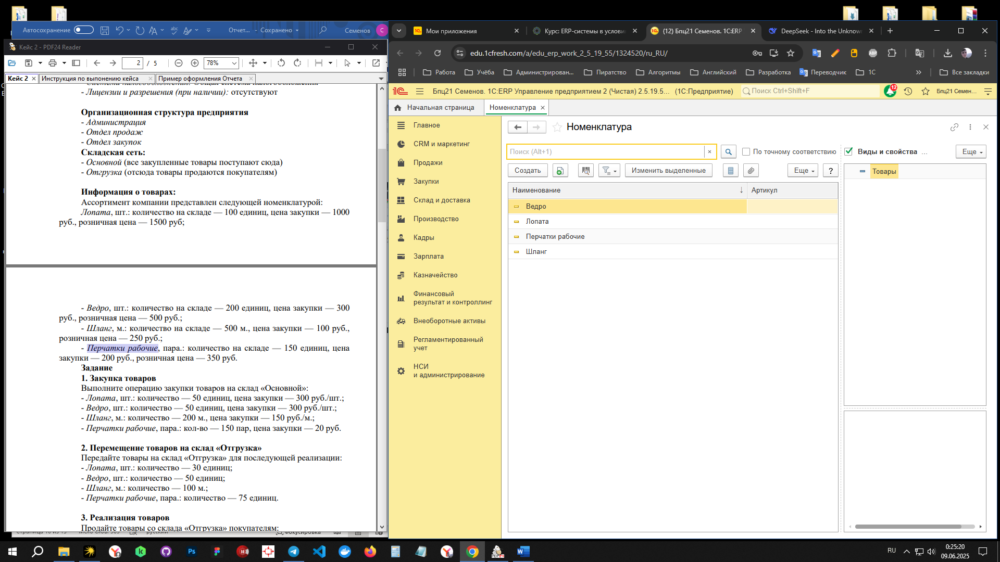 Автосохранение
Отчет... - Сохранено
Семенов
С
Кейс 2 - PDF24 Reader
2 / 5
78%
Кейс 2
Инструкция по выпонению кейса
Пример оформления Отчета
- Лицензии и разрешения (при наличии): отсутствуют
Организационная структура предприятия
- Администрация
- Отдел продаж
- Отдел закупок
Складская сеть:
- Основной (все закупленные товары поступают сюда)
- Отгрузка (отсюда товары продаются покупателям)
Информация о товарах:
Ассортимент компании представлен следующей номенклатурой:
Лопата, шт.: количество на складе — 100 единиц, цена закупки — 1000
руб., розничная цена — 1500 руб;
- Ведро, шт.: количество на складе — 200 единиц, цена закупки — 300
руб., розничная цена — 500 руб.;
- Шланг, м.: количество на складе — 500 м., цена закупки — 100 руб.,
розничная цена — 250 руб.;
- Перчатки рабочие, пара.: количество на складе — 150 единиц, цена
закупки — 200 руб., розничная цена — 350 руб.
Задание
1. Закупка товаров
Выполните операцию закупки товаров на склад «Основной»:
- Лопата, шт.: количество — 50 единиц, цена закупки — 300 руб./шт.;
- Ведро, шт.: количество — 50 единиц, цена закупки — 300 руб./шт.;
- Шланг, м.: количество — 200 м., цена закупки — 150 руб./м.;
- Перчатки рабочие, пара.: кол-во — 150 пар, цена закупки — 20 руб.
2. Перемещение товаров на склад «Отгрузка»
Передайте товары на склад «Отгрузка» для последующей реализации:
- Лопата, шт.: количество — 30 единиц;
- Ведро, шт.: количество — 50 единиц;
- Шланг, м.: количество — 100 м.;
- Перчатки рабочие, пара.: количество — 75 единиц.
3. Реализация товаров
Продайте товары со склада «Отгрузка» покупателям:
Фокусировка
Мои приложения
Курс: ERP-системы в услови
(12) Бпц21 Семенов. 1С:ERP
DeepSeek - Into the Unknow
edu.1cfresh.com/a/edu_erp_work_2_5_19_55/1324520/ru_RU/
Работа
Учёба
Администрирован...
Пиратство
Алгоритмы
Английский
Разработка
Переводчик
1С
»
Все закладки
Бпц21 Семенов. 1С:ERP Управление предприятием 2 (Чистая) 2.5.19.5... (1С:Предприятие)
Поиск Ctrl+Shift+F
12
Бпц21 Семен...
Начальная страница
Номенклатура
Главное
CRM и маркетинг
Продажи
Закупки
Склад и доставка
Производство
Кадры
Зарплата
Казначейство
Финансовый
результат и контроллинг
Внеоборотные активы
Регламентированный
учет
НСИ
и администрирование
Номенклатура
Поиск (Alt+1)
По точному соответствию
Виды и свойства ...
Еще
Создать
Изменить выделенные
Еще
?
Товары
Наименование
Артикул
Ведро
Лопата
Перчатки рабочие
Шланг
RU
0:25:20
09.06.2025